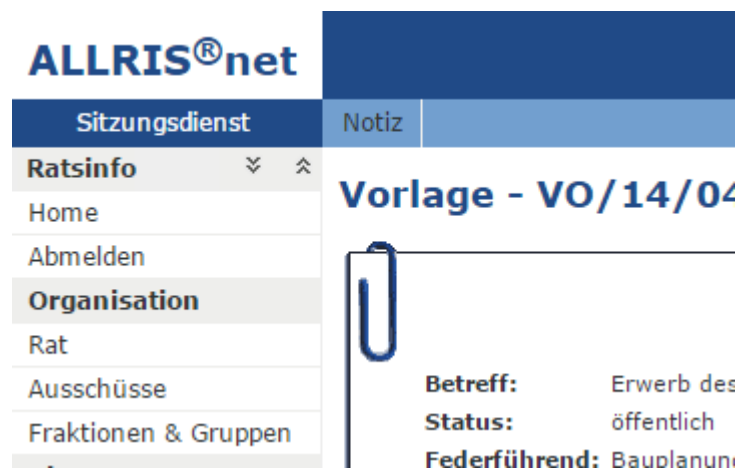 ALLRIS®net
Sitzungsdienst
Notiz
Ratsinfo
Home
Abmelden
Organisation
Rat
Ausschüsse
Fraktionen & Gruppen
Vorlage - VO/14/04
Betreff: Erwerb des
Status: öffentlich
Federführend: Bauplanung